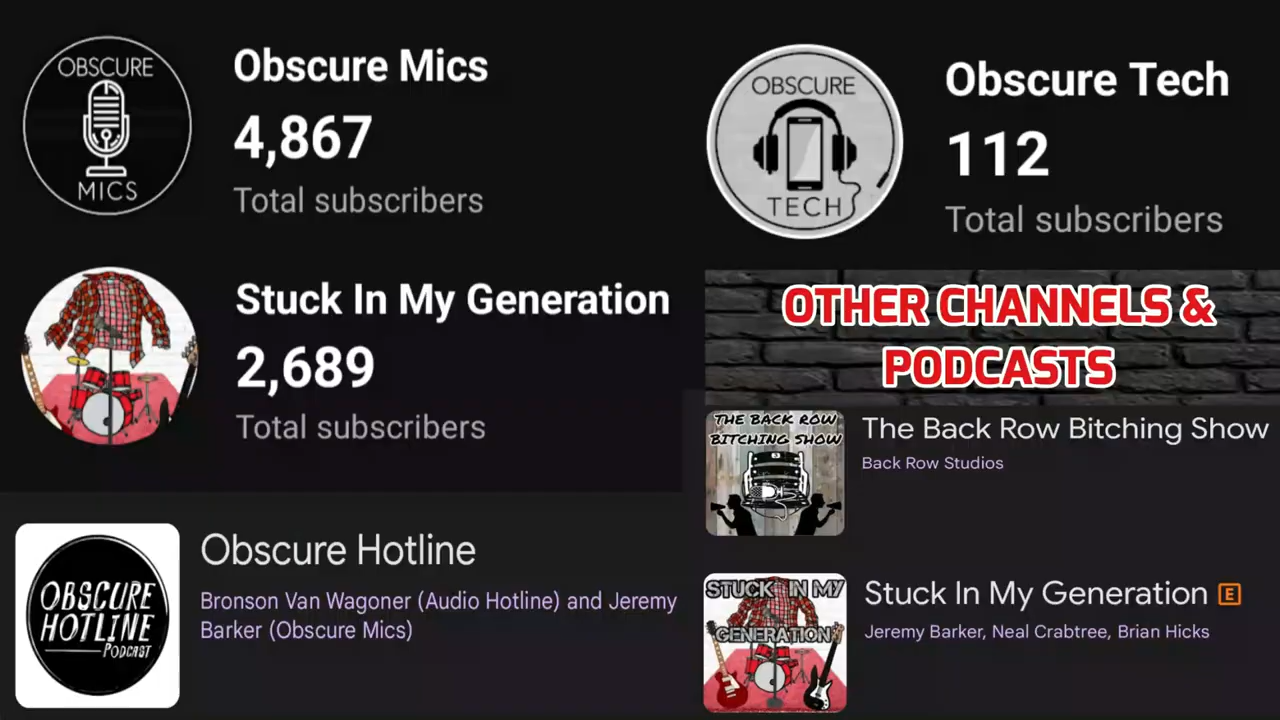 OBSCURE
MICS
Obscure Mics
4,867
Total subscribers
OBSCURE
TECH
Obscure Tech
112
Total subscribers
Stuck In My Generation
2,689
Total subscribers
OTHER CHANNELS &
PODCASTS
THE BACK ROW
BITCHING SHOW
The Back Row Bitching Show
Back Row Studios
OBSCURE
HOTLINE
PODCAST
Obscure Hotline
Bronson Van Wagoner (Audio Hotline) and Jeremy
Barker (Obscure Mics)
STUCK IN MY
GENERATION
Stuck In My Generation E
Jeremy Barker, Neal Crabtree, Brian Hicks